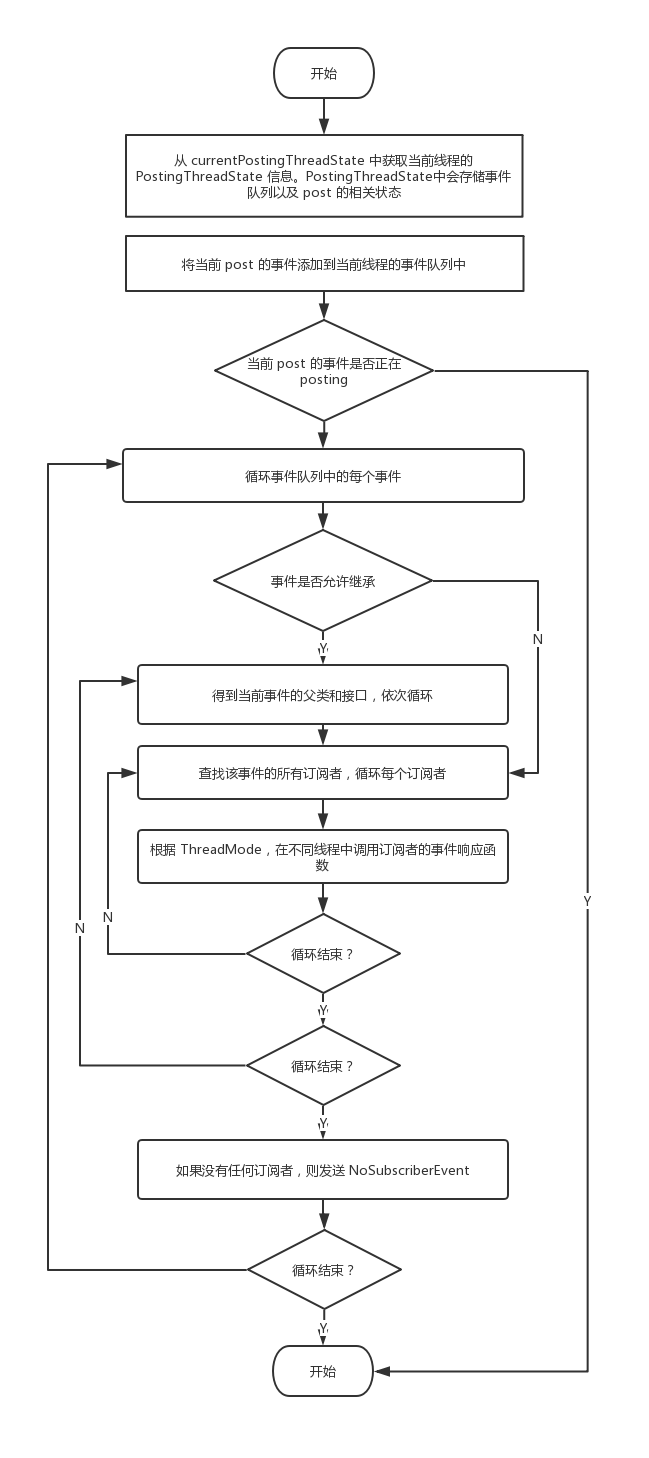 开始
从 currentPostingThreadState 中获取当前线程的
PostingThreadState 信息。PostingThreadState中会存储事件
队列以及 post 的相关状态
将当前 post 的事件添加到当前线程的事件队列中
当前 post 的事件是否正在
posting
循环事件队列中的每个事件
事件是否允许继承
N
Y
得到当前事件的父类和接口，依次循环
查找该事件的所有订阅者，循环每个订阅者
根据 ThreadMode，在不同线程中调用订阅者的事件响应函
数
Y
N
N
循环结束？
Y
循环结束？
Y
如果没有任何订阅者，则发送 NoSubscriberEvent
循环结束？
Y
开始